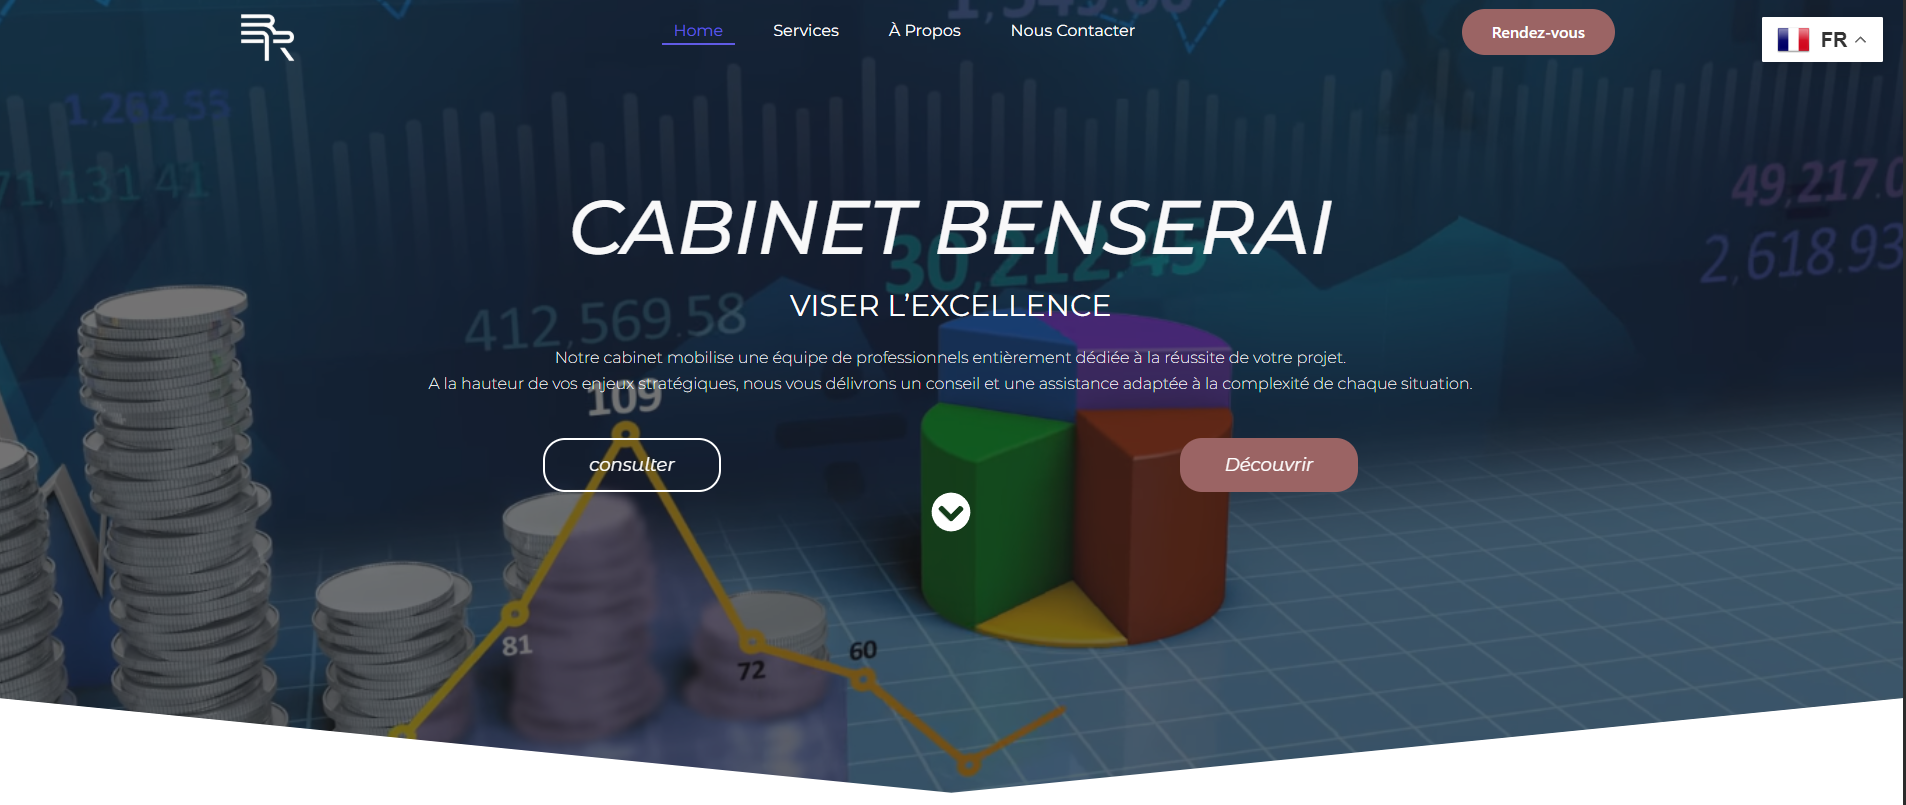 Home
Services
À Propos
Nous Contacter
Rendez-vous
FR
1,262.55
71,131 41
49,217.0
2,618.93
CABINET BENSERAI
30,212.45
412,569.58
VISER L’EXCELLENCE
Notre cabinet mobilise une équipe de professionnels entièrement dédiée à la réussite de votre projet.
A la hauteur de vos enjeux stratégiques, nous vous délivrons un conseil et une assistance adaptée à la complexité de chaque situation.
109
consulter
Découvrir
81
72
60